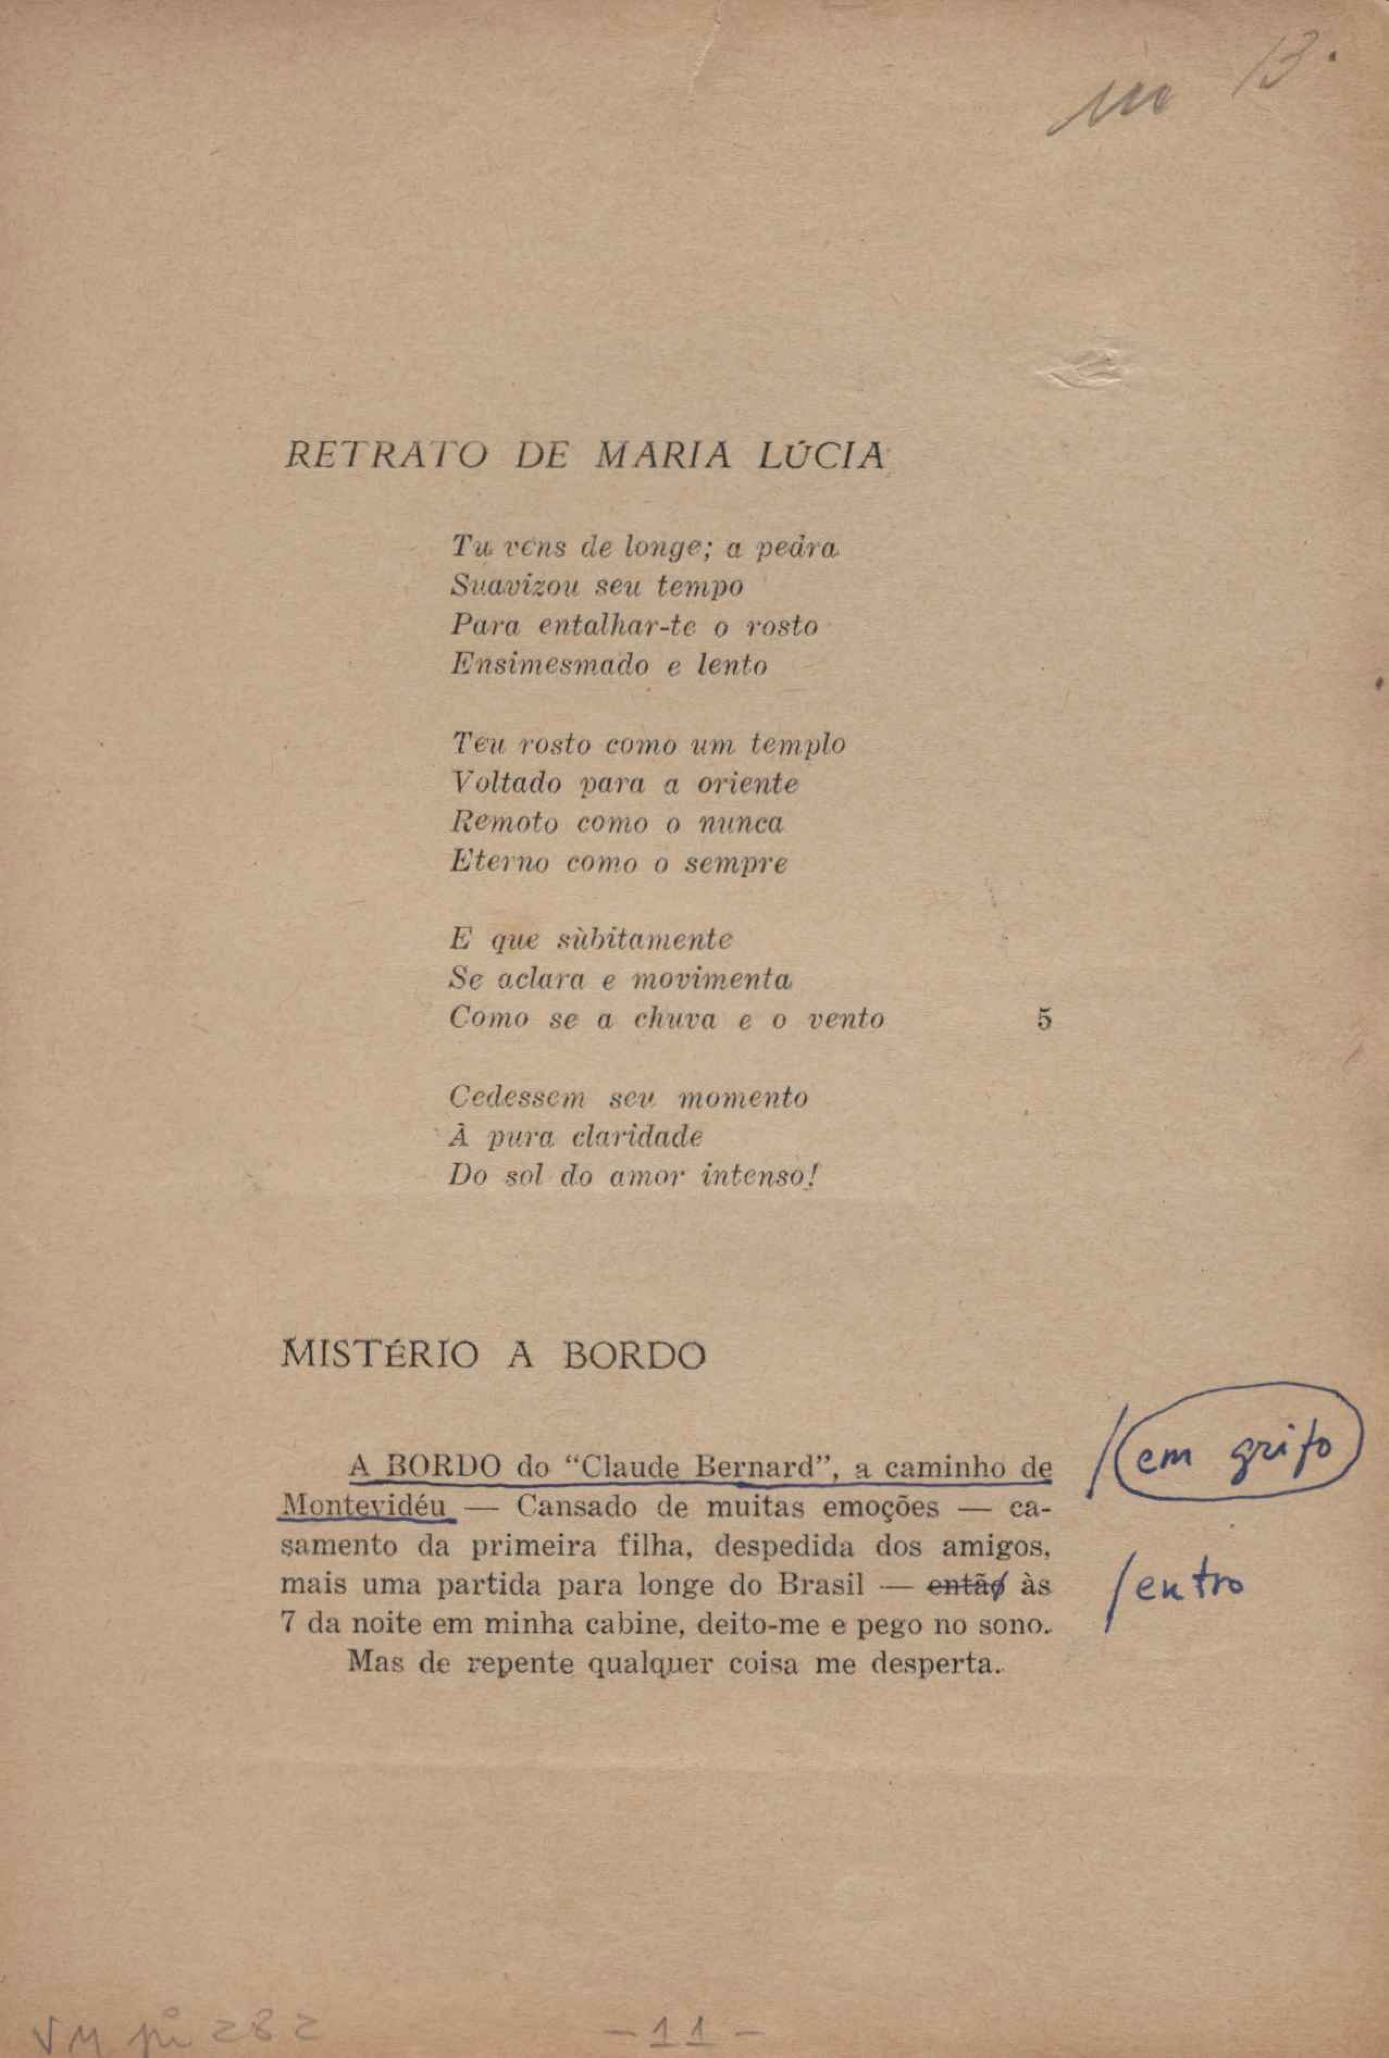 13.
RETRATO DE MARIA LÚCIA
Tu vens de longe; a pedra
Suavizou seu tempo
Para entalhar-te o rosto
Ensimesmado e lento
Teu rosto como um templo
Voltado para a oriente
Remoto como o nunca
Eterno como o sempre
E que sùbitamente
Se aclara e movimenta
Como se a chuva e o vento 5
Cedessem seu momento
À pura claridade
Do sol do amor intenso!
MISTÉRIO A BORDO
A BORDO do “Claude Bernard”, a caminho de /em grifo
Montevidéu — Cansado de muitas emoções — ca-
samento da primeira filha, despedida dos amigos,
mais uma partida para longe do Brasil — então às /entro
7 da noite em minha cabine, deito-me e pego no sono.
Mas de repente qualquer coisa me desperta.
VM pi 282 - 11 -